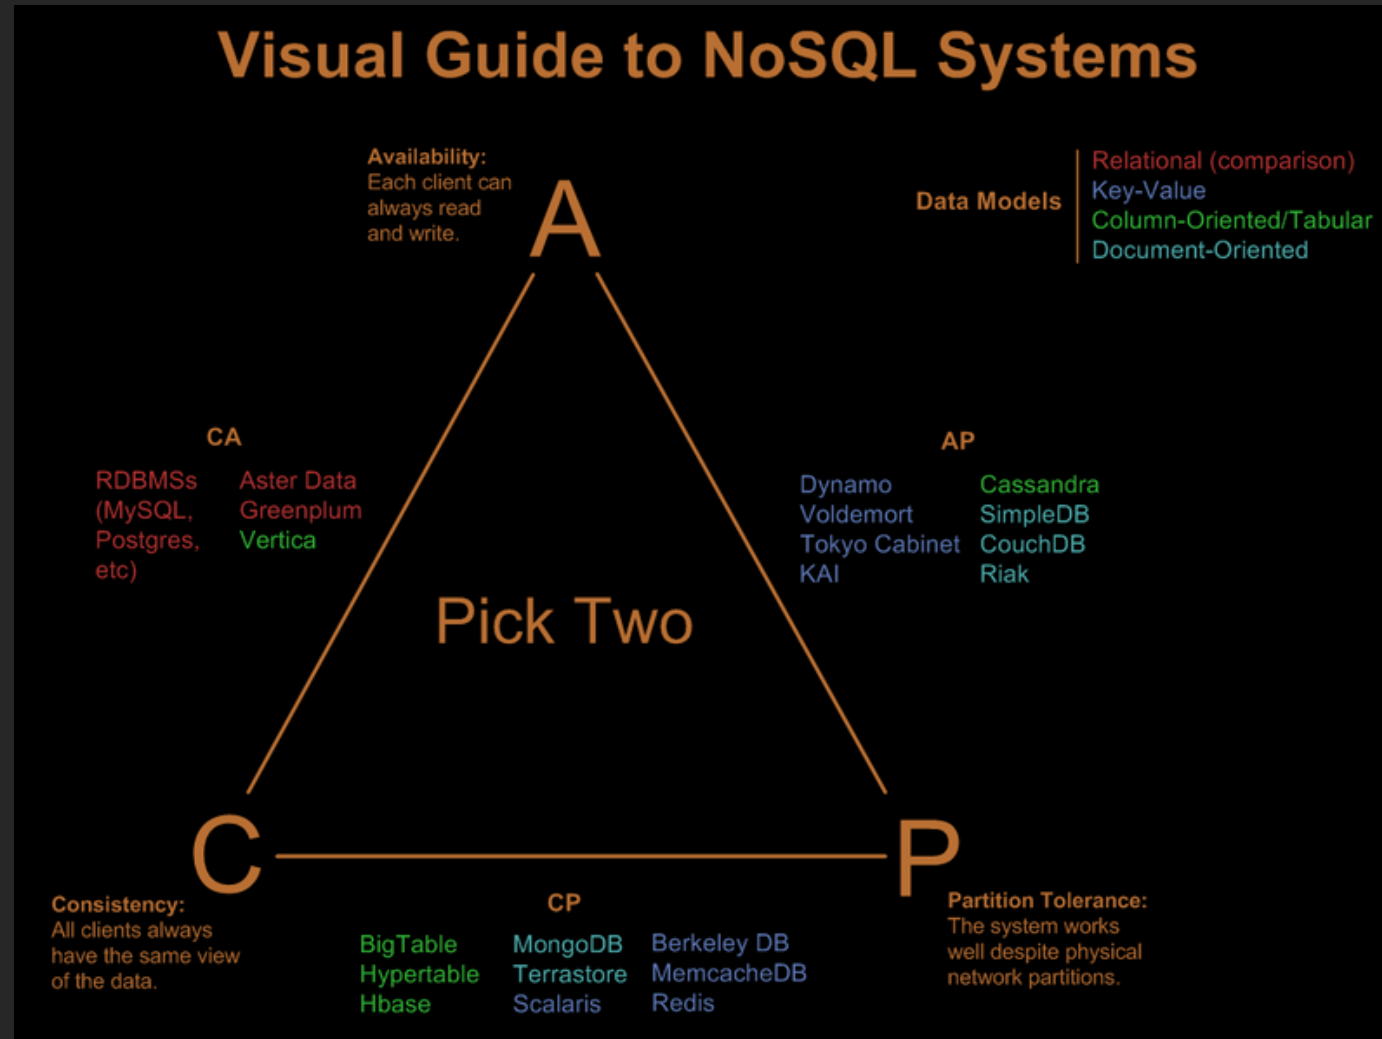 Visual Guide to NoSQL Systems
Availability:
Each client can
always read
and write.
A
Data Models
Relational (comparison)
Key-Value
Column-Oriented/Tabular
Document-Oriented
CA
RDBMSs
(MySQL,
Postgres,
etc)
Aster Data
Greenplum
Vertica
AP
Dynamo
Voldemort
Tokyo Cabinet
KAI
Cassandra
SimpleDB
CouchDB
Riak
Pick Two
C
P
Consistency:
All clients always
have the same view
of the data.
CP
BigTable
Hypertable
Hbase
MongoDB
Terrastore
Scalaris
Berkeley DB
MemcacheDB
Redis
Partition Tolerance:
The system works
well despite physical
network partitions.